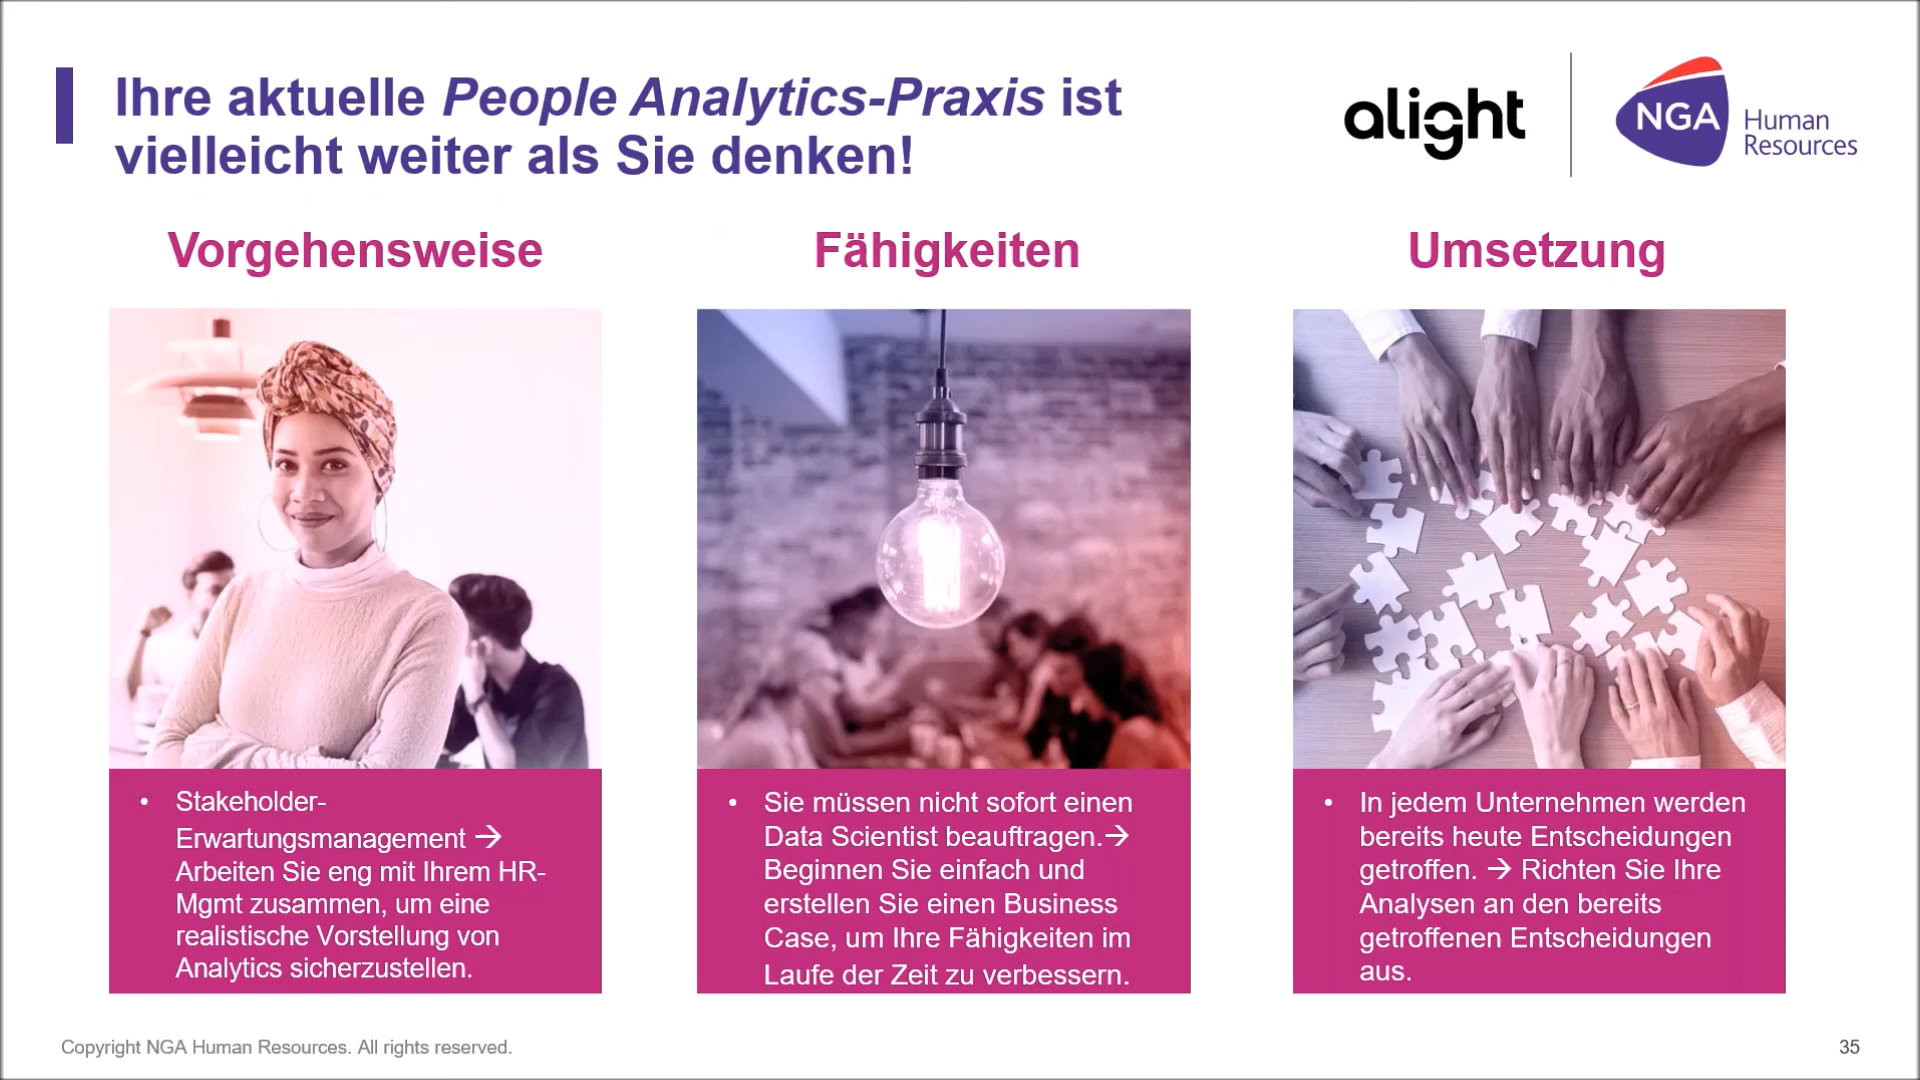 Ihre aktuelle People Analytics-Praxis ist
vielleicht weiter als Sie denken!
alight
NGA Human
Resources
Vorgehensweise
Fähigkeiten
Umsetzung
• Stakeholder-
Erwartungsmanagement →
Arbeiten Sie eng mit Ihrem HR-
Mgmt zusammen, um eine
realistische Vorstellung von
Analytics sicherzustellen.
• Sie müssen nicht sofort einen
Data Scientist beauftragen.→
Beginnen Sie einfach und
erstellen Sie einen Business
Case, um Ihre Fähigkeiten im
Laufe der Zeit zu verbessern.
• In jedem Unternehmen werden
bereits heute Entscheidungen
getroffen. → Richten Sie Ihre
Analysen an den bereits
getroffenen Entscheidungen
aus.
Copyright NGA Human Resources. All rights reserved.
35